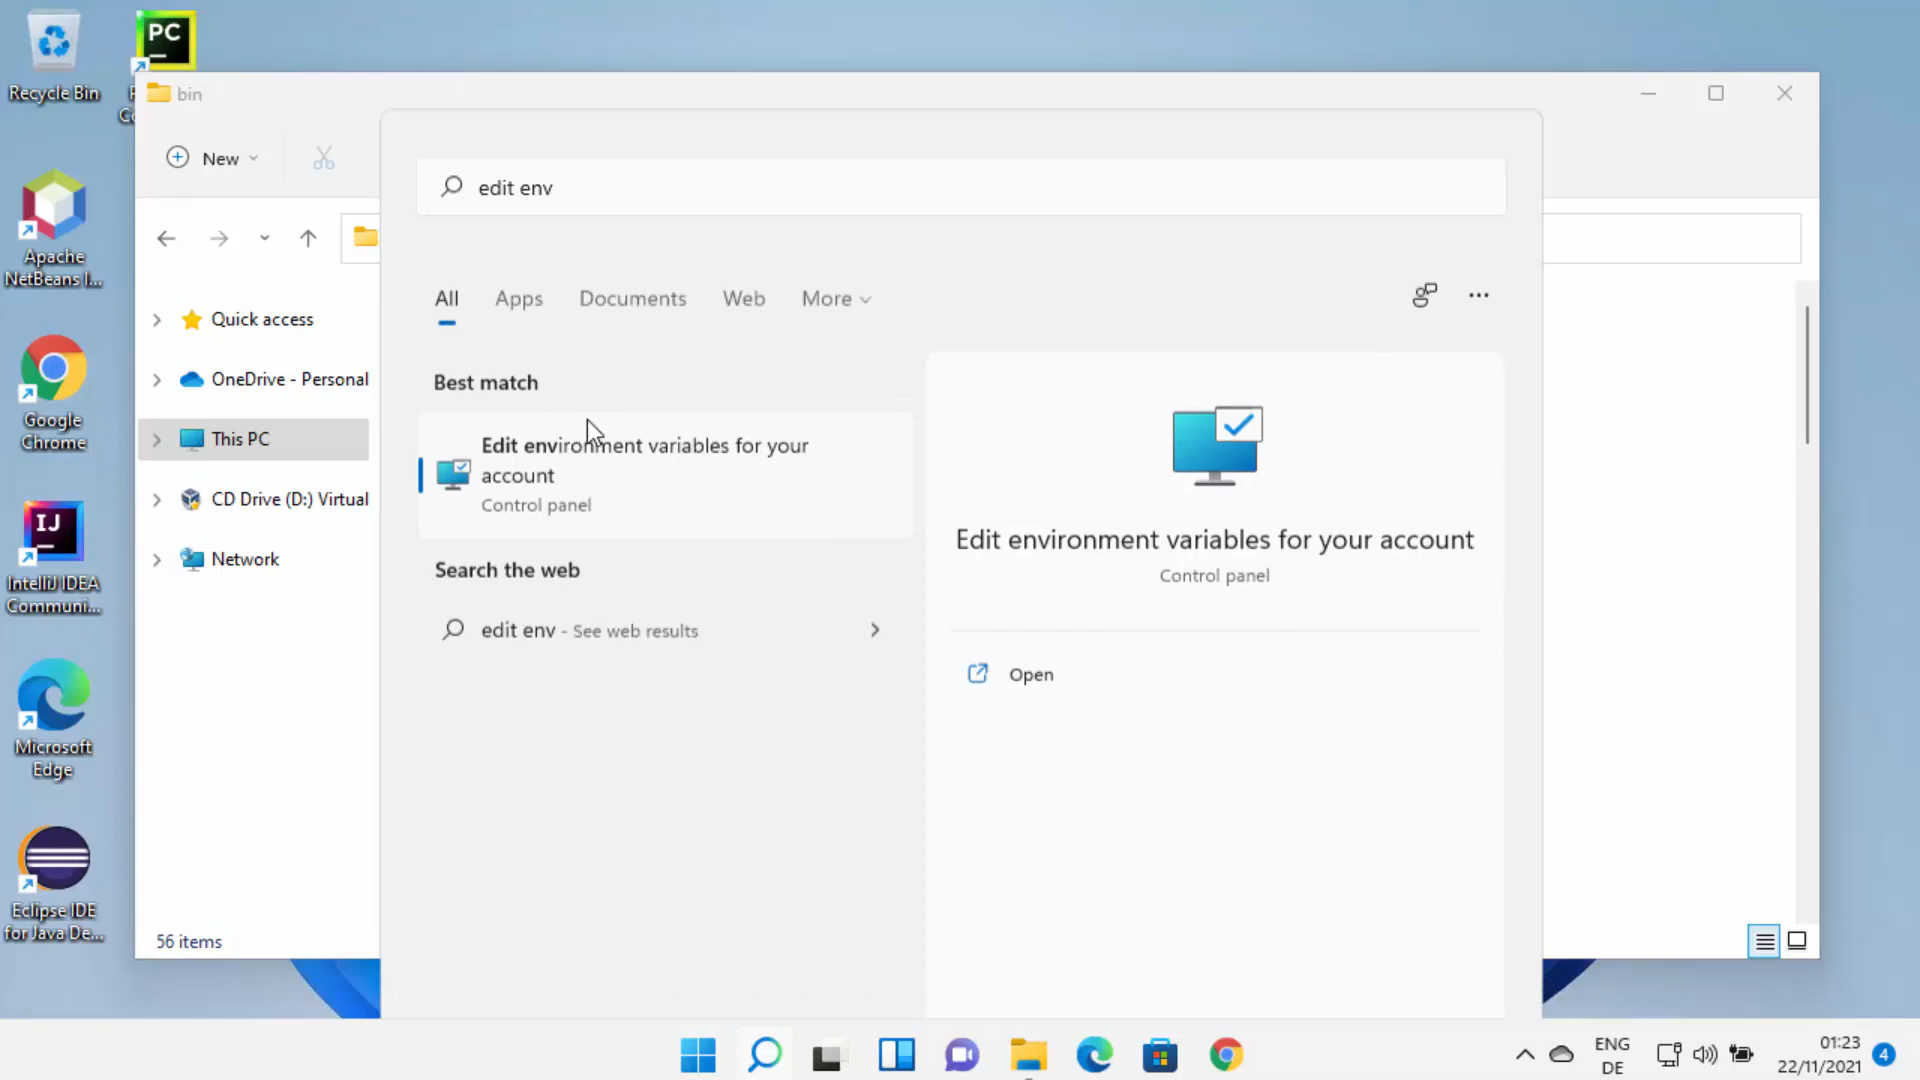 PC
Recycle Bin
bin
New
edit env
Apache
NetBeans I...
All
Apps
Documents
Web
More
Quick access
Best match
OneDrive - Personal
Edit environment variables for your
account
Control panel
Google
Chrome
This PC
CD Drive (D:) Virtual
Edit environment variables for your account
Control panel
IJ
IntelliJ IDEA
Communi...
Network
Search the web
edit env - See web results
Open
Microsoft
Edge
Eclipse IDE
for Java De...
56 items
ENG
DE
01:23
22/11/2021
4